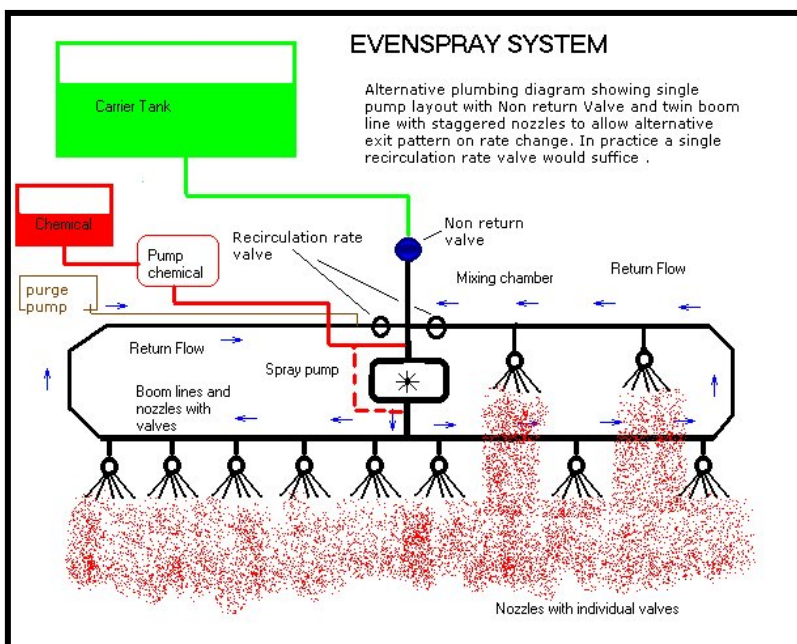 EVENSPRAY SYSTEM
Alternative plumbing diagram showing single
pump layout with Non return Valve and twin boom
line with staggered nozzles to allow alternative
exit pattern on rate change. In practice a single
recirculation rate valve would suffice .
Carrier Tank
Chemical
Pump
chemical
Recirculation rate
valve
Non return
valve
purge
pump
Mixing chamber
Return Flow
Return Flow
Spray pump
Boom lines and
nozzles with
valves
Nozzles with individual valves